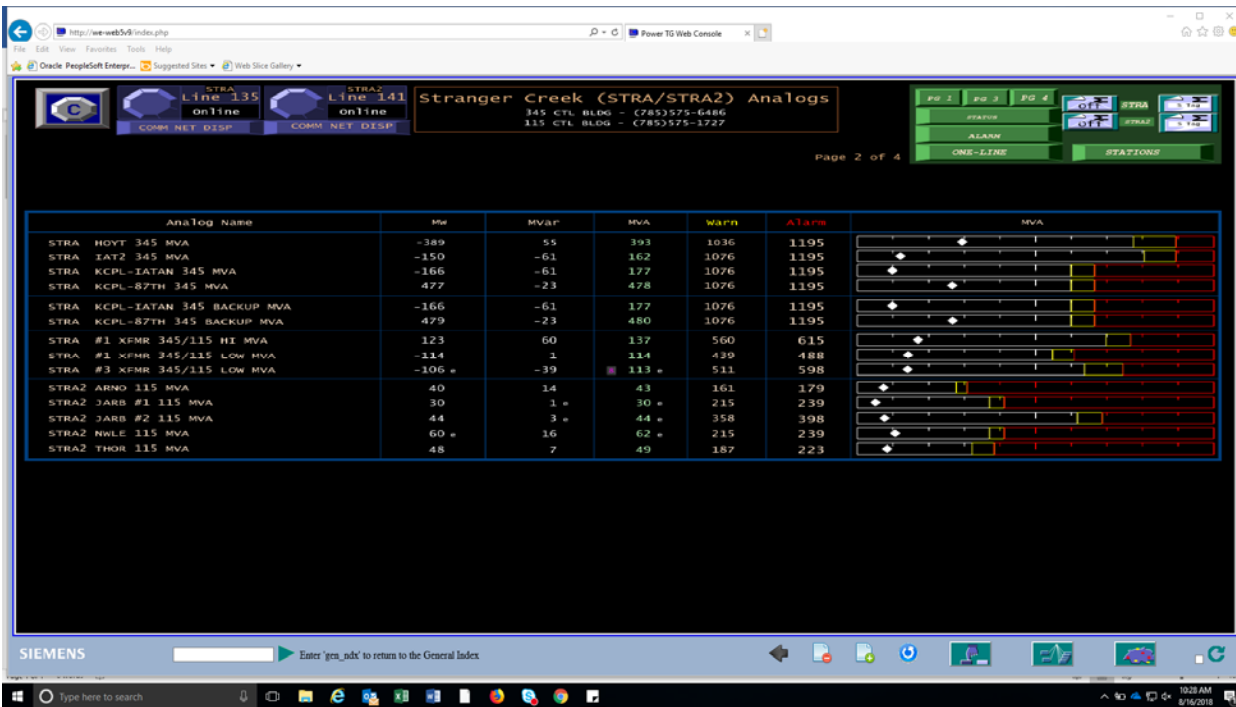 http://we-web5v9/index.php
Power TG Web Console
File Edit View Favorites Tools Help
Oracle PeopleSoft Enterpr... Suggested Sites Web Slice Gallery
STRA
Line 135
Online
COMM NET DISP
STRA2
Line 141
Online
COMM NET DISP
Stranger Creek (STRA/STRA2) Analogs
345 CTL BLDG - (785)575-6486
115 CTL BLDG - (785)575-1727
Page 2 of 4
PG 1 PG 3 PG 4
STATUS
ALARM
ONE-LINE STATIONS
Off STRA
Off STRA2
Analog Name MW MVar MVA Warn Alarm MVA
STRA HOYT 345 MVA -389 55 393 1036 1195
STRA IAT2 345 MVA -150 -61 162 1076 1195
STRA KCPL-IATAN 345 MVA -166 -61 177 1076 1195
STRA KCPL-87TH 345 MVA 477 -23 478 1076 1195
STRA KCPL-IATAN 345 BACKUP MVA -166 -61 177 1076 1195
STRA KCPL-87TH 345 BACKUP MVA 479 -23 480 1076 1195
STRA #1 XFMR 345/115 HI MVA 123 60 137 560 615
STRA #1 XFMR 345/115 LOW MVA -114 1 114 439 488
STRA #3 XFMR 345/115 LOW MVA -106 e -39 113 e 511 598
STRA2 ARNO 115 MVA 40 14 43 161 179
STRA2 JARB #1 115 MVA 30 1 e 30 e 215 239
STRA2 JARB #2 115 MVA 44 3 e 44 e 358 398
STRA2 NWLE 115 MVA 60 e 16 62 e 215 239
STRA2 THOR 115 MVA 48 7 49 187 223
SIEMENS
Enter 'gen_ndx' to return to the General Index
Type here to search
10:28 AM
8/16/2018